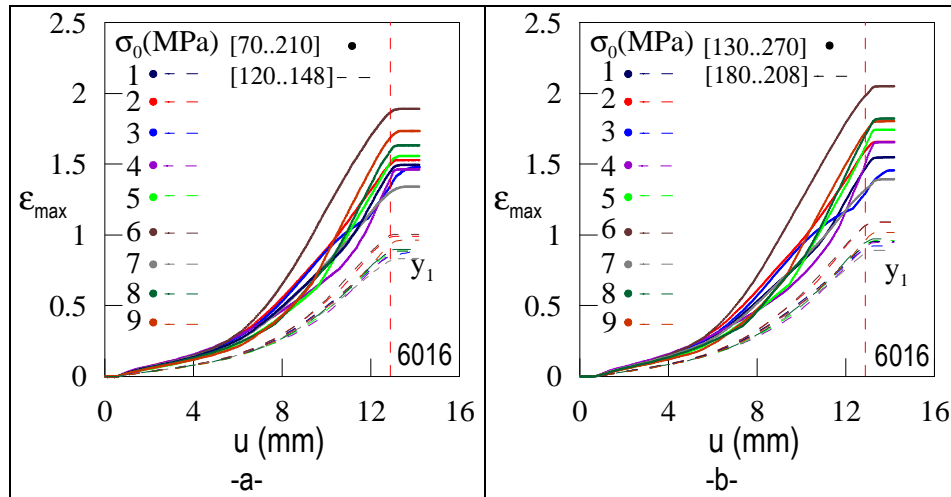 2.5
σ0(MPa)
[70..210] ●
[120..148] – –
1
2
2
3
1.5
4
5
εmax
1
6
7
0.5
8
9
y1
6016
0
0 4 8 12 16
u (mm)
-a-
2.5
σ0(MPa)
[130..270] ●
[180..208] – –
1
2
2
3
1.5
4
5
εmax
1
6
7
0.5
8
9
y1
6016
0
0 4 8 12 16
u (mm)
-b-